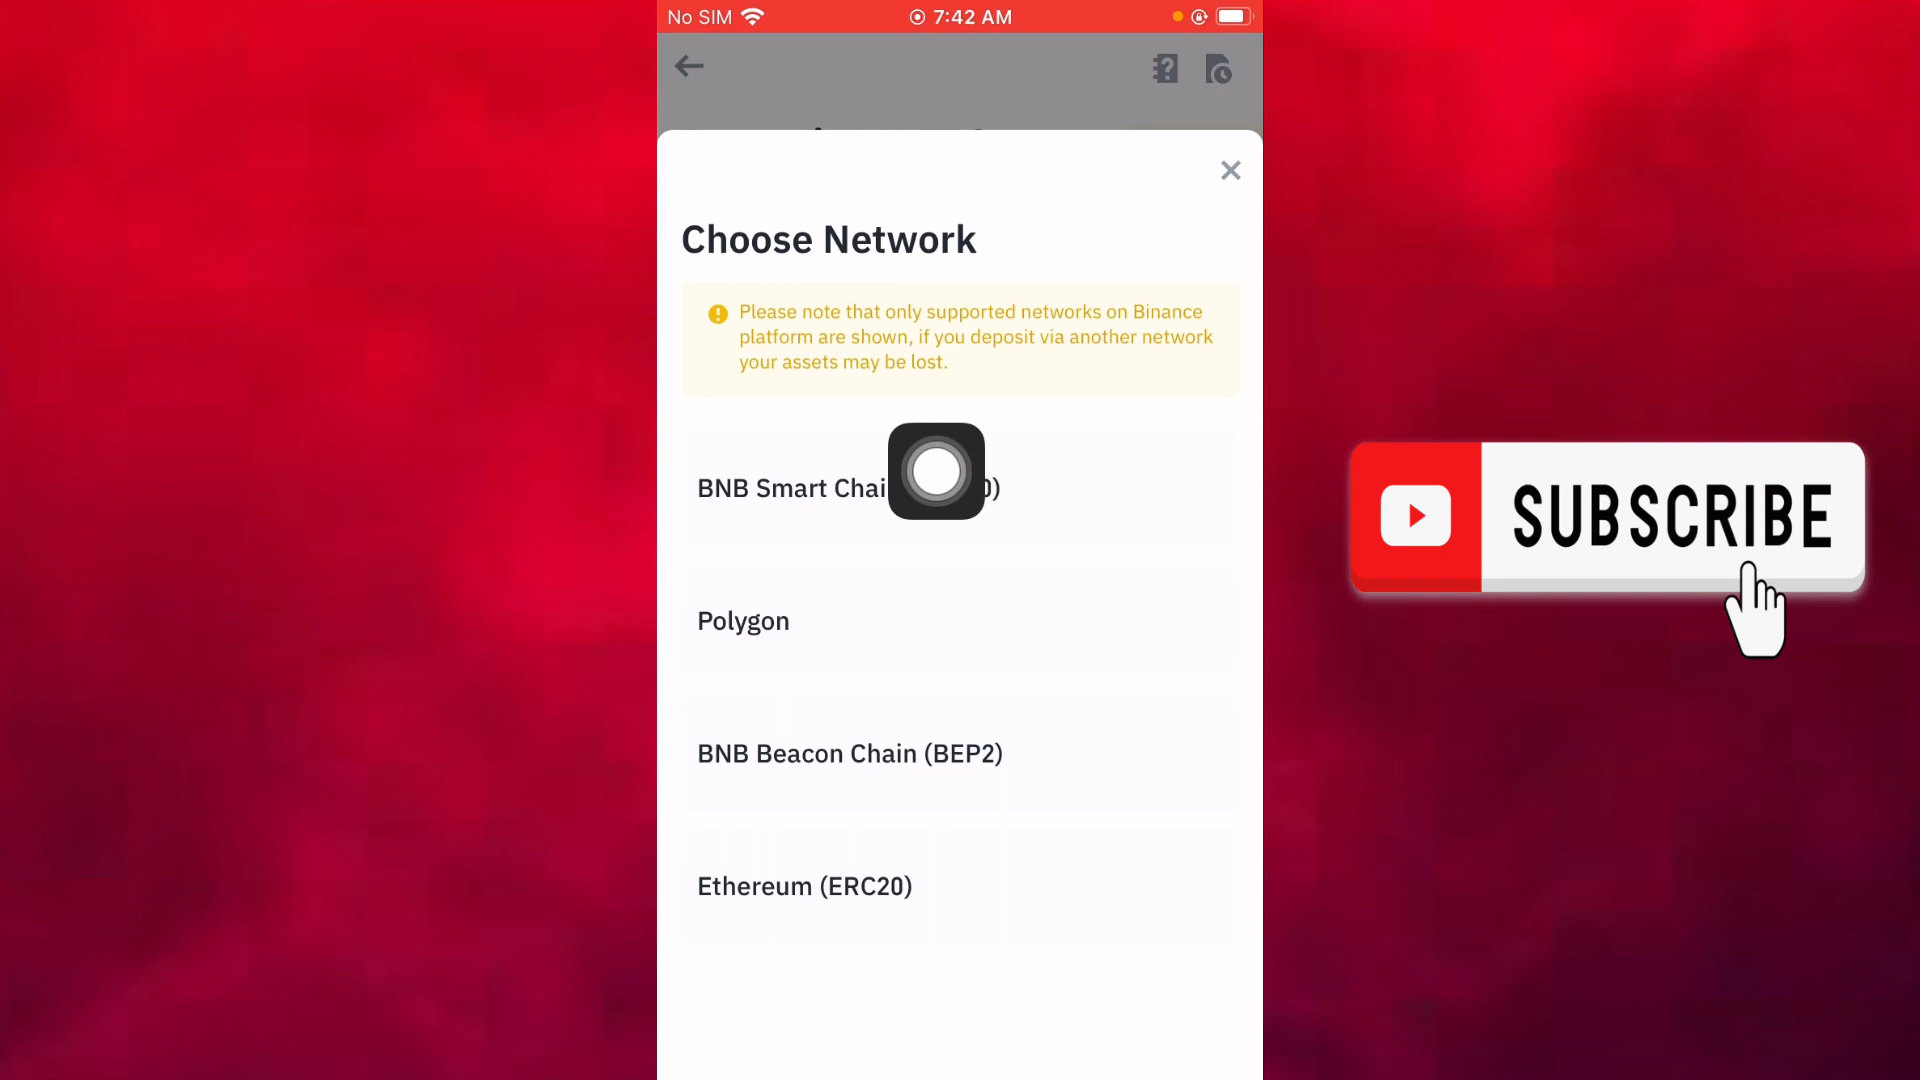 No SIM
7:42 AM
Choose Network
Please note that only supported networks on Binance
platform are shown, if you deposit via another network
your assets may be lost.
BNB Smart 0)
Polygon
BNB Beacon Chain (BEP2)
Ethereum (ERC20)
SUBSCRIBE